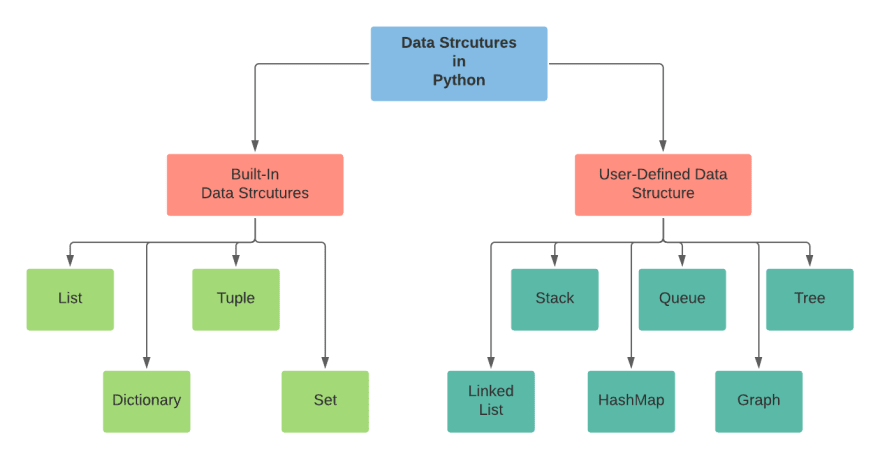 Data Strcutures
in
Python
Built-In
Data Strcutures
User-Defined Data
Structure
List
Tuple
Stack
Queue
Tree
Dictionary
Set
Linked
List
HashMap
Graph